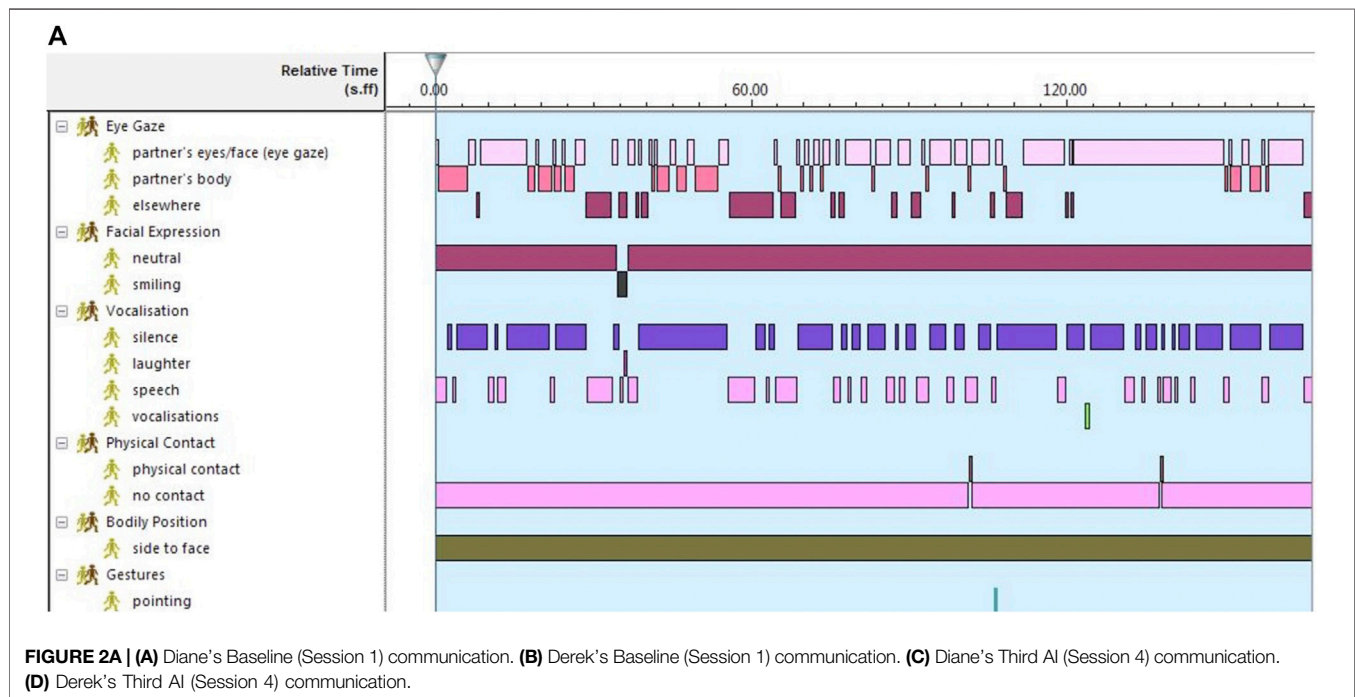 A
Relative Time
(s.ff)
0.00 60.00 120.00
Eye Gaze
partner's eyes/face (eye gaze)
partner's body
elsewhere
Facial Expression
neutral
smiling
Vocalisation
silence
laughter
speech
vocalisations
Physical Contact
physical contact
no contact
Bodily Position
side to face
Gestures
pointing
FIGURE 2A | (A) Diane's Baseline (Session 1) communication. (B) Derek's Baseline (Session 1) communication. (C) Diane's Third AI (Session 4) communication.
(D) Derek's Third AI (Session 4) communication.